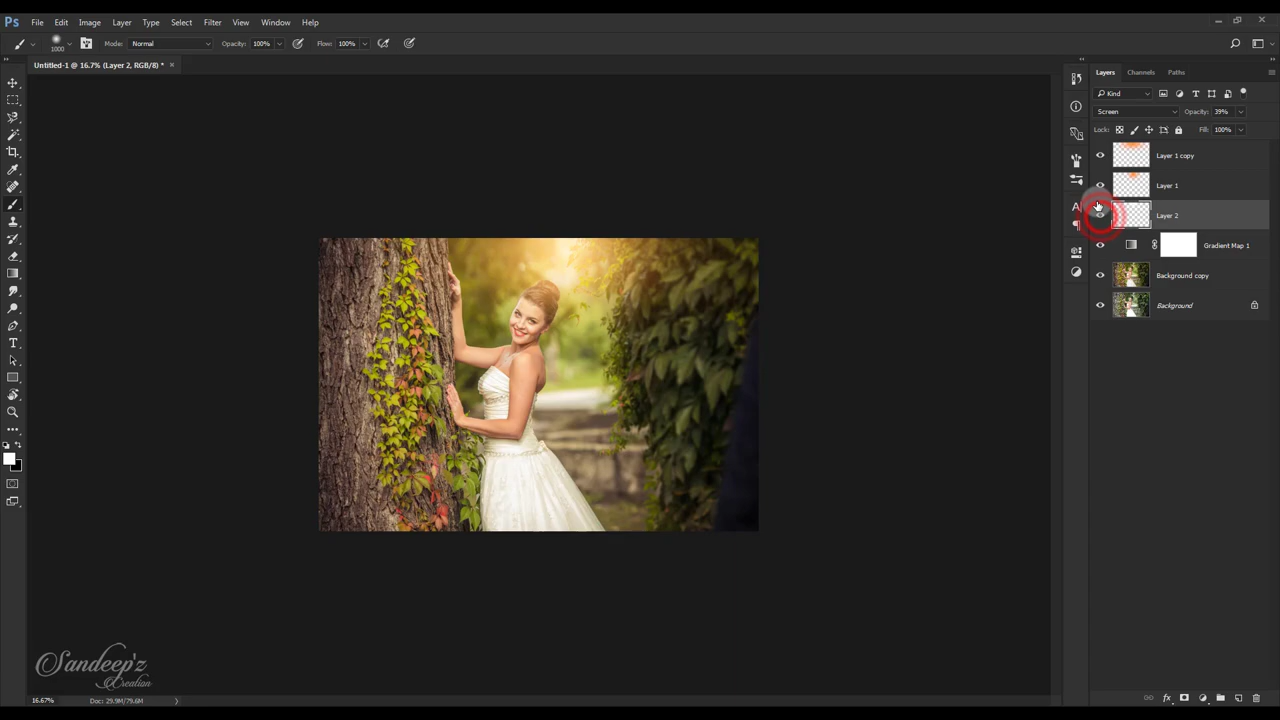 Ps File Edit Image Layer Type Select Filter View Window Help
1000 Mode: Normal Opacity: 100% Flow: 100%
Untitled-1 @ 16.7% (Layer 2, RGB/8) * ×
Layers Channels Paths
Kind
Screen Opacity: 39%
Lock: Fill: 100%
Layer 1 copy
Layer 1
Layer 2
Gradient Map 1
Background copy
Background
Sandeep'z
Creation
16.67% Doc: 29.9M/79.6M